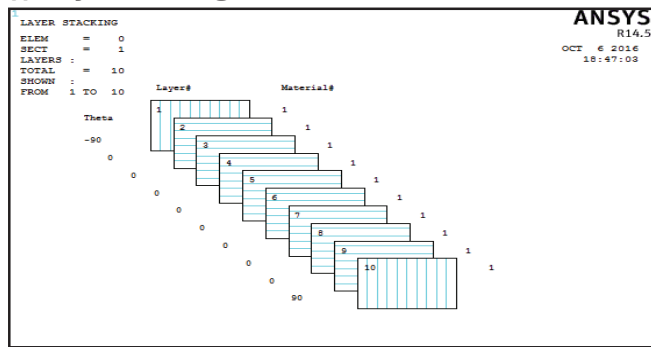 1
LAYER STACKING
ANSYS
R14.5
ELEM = 0
SECT = 1
LAYERS :
TOTAL = 10
SHOWN :
FROM 1 TO 10
OCT 6 2016
18:47:03
Layer# Material#
Theta
1 1
2 1
-90
3 1
0
4 1
0
5 1
0
6 1
0
7 1
0
8 1
0
9 1
0
10 1
0
90